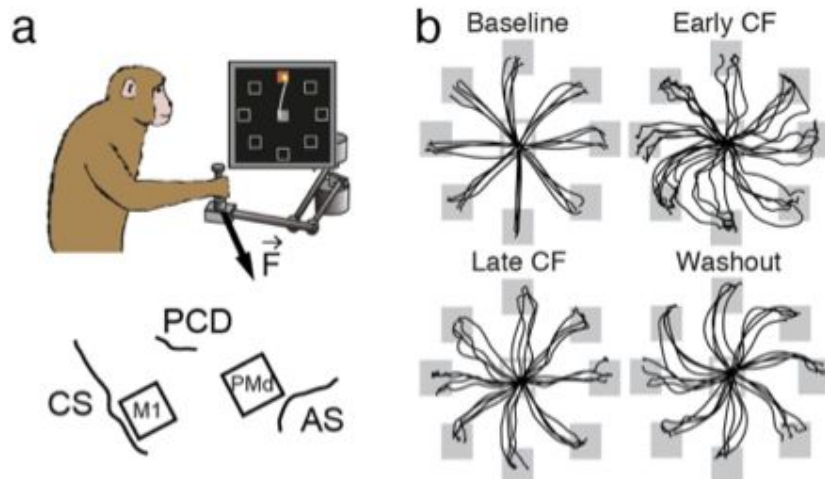 a
F
PCD
CS
M1
PMd
AS
b
Baseline
Early CF
Late CF
Washout